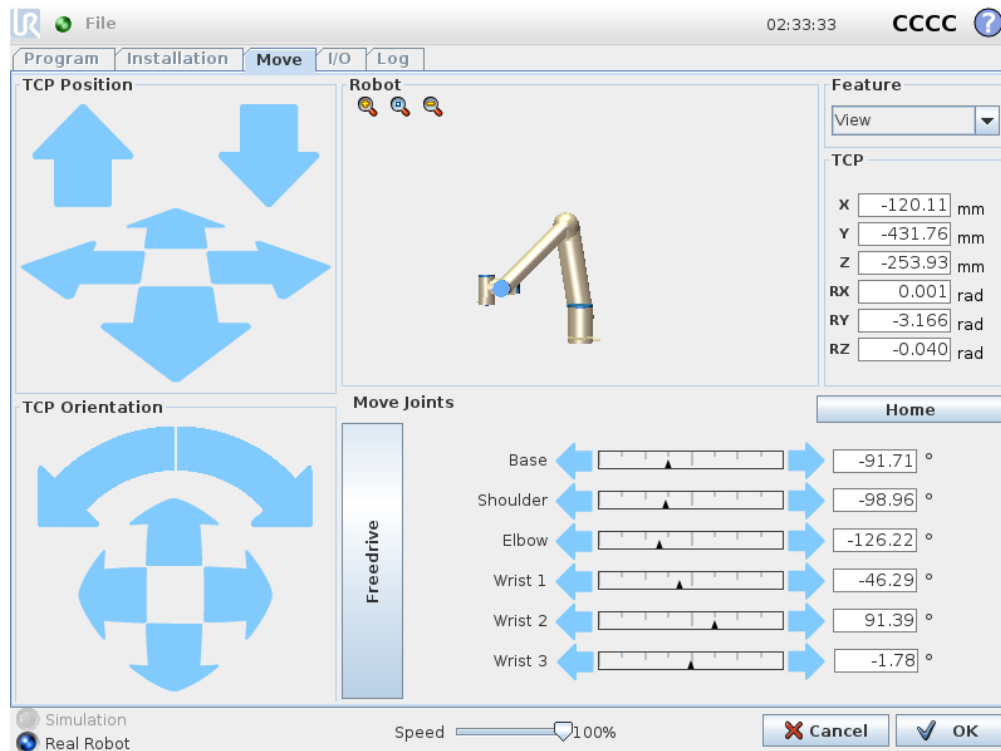 UR File 02:33:33 CCCC ?
Program Installation Move I/O Log
TCP Position
Robot
Feature
View
TCP
X -120.11 mm
Y -431.76 mm
Z -253.93 mm
RX 0.001 rad
RY -3.166 rad
RZ -0.040 rad
TCP Orientation
Move Joints
Home
Freedrive
Base -91.71 °
Shoulder -98.96 °
Elbow -126.22 °
Wrist 1 -46.29 °
Wrist 2 91.39 °
Wrist 3 -1.78 °
Simulation
Real Robot
Speed 100%
Cancel OK